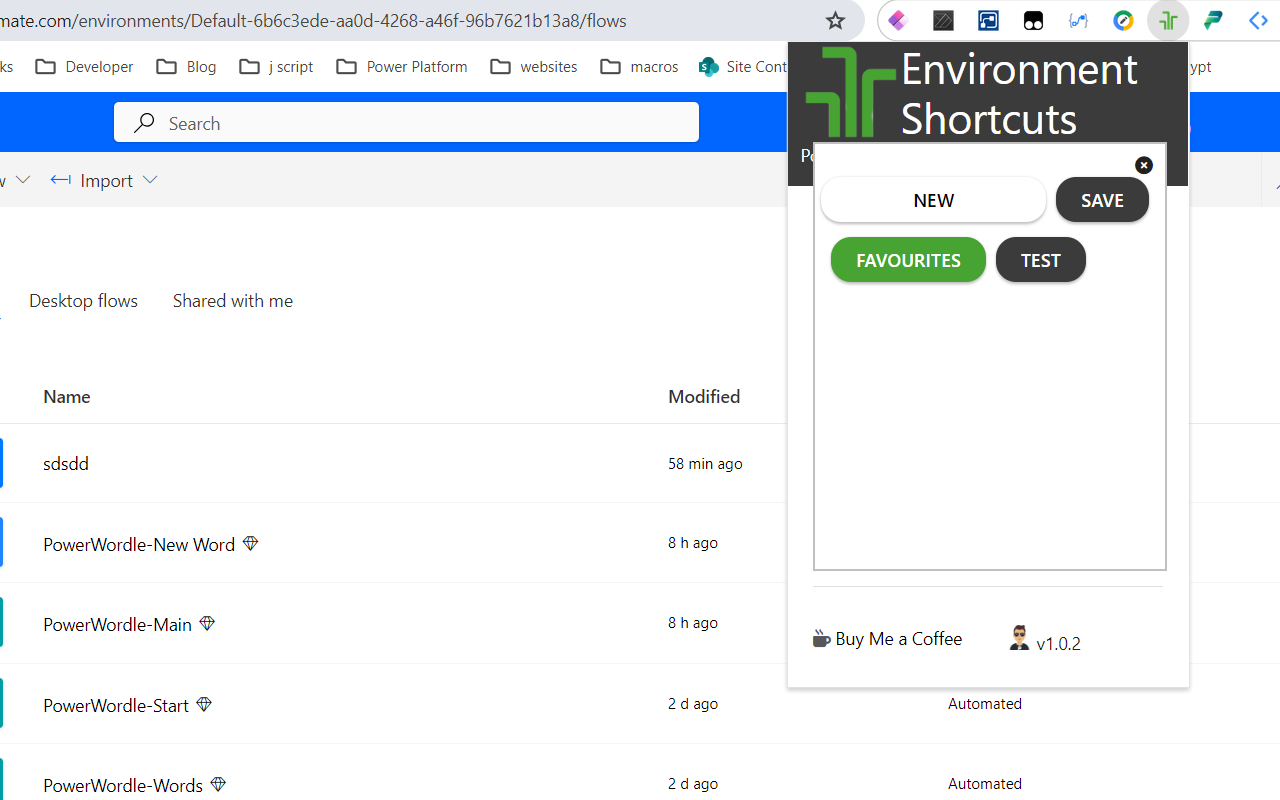 mate.com/environments/Default-6b6c3ede-aa0d-4268-a46f-96b7621b13a8/flows
ks Developer Blog j script Power Platform websites macros Site Cont ypt
Environment
Shortcuts
Search
Po
w Import
NEW SAVE
FAVOURITES TEST
Desktop flows Shared with me
Name Modified
sdsdd 58 min ago
PowerWordle-New Word 8 h ago
PowerWordle-Main 8 h ago
Buy Me a Coffee v1.0.2
PowerWordle-Start 2 d ago Automated
PowerWordle-Words 2 d ago Automated